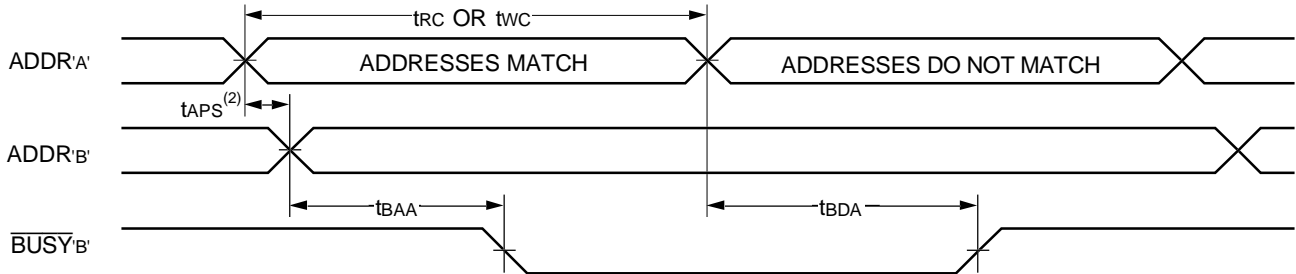 tRC OR tWC
ADDR'A'
ADDRESSES MATCH
ADDRESSES DO NOT MATCH
tAPS(2)
ADDR'B'
tBAA
tBDA
BUSY'B'